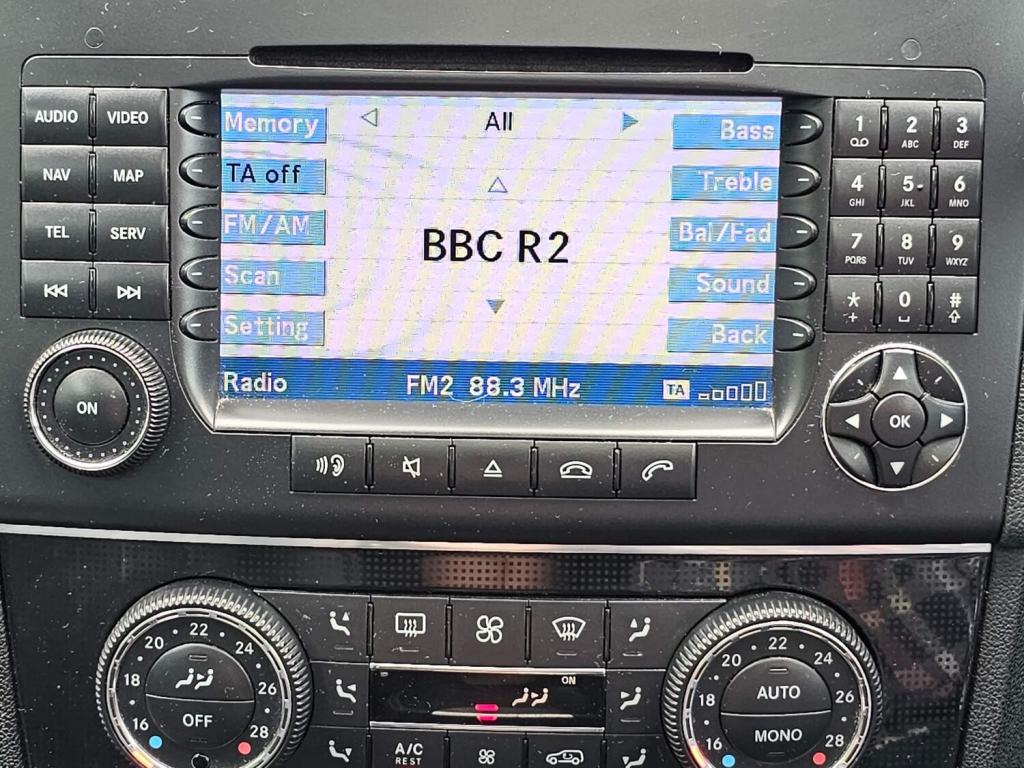 AUDIO VIDEO
NAV MAP
TEL SERV
ON
Memory All Bass
TA off Treble
FM/AM BBC R2 Bal/Fad
Scan Sound
Setting Back
Radio FM2 88.3 MHz TA
1 2 ABC 3 DEF
4 GHI 5 JKL 6 MNO
7 PQRS 8 TUV 9 WXYZ
* + 0 #
OK
16 18 20 22 24 26 28
OFF
ON
A/C REST
16 18 20 22 24 26 28
AUTO
MONO